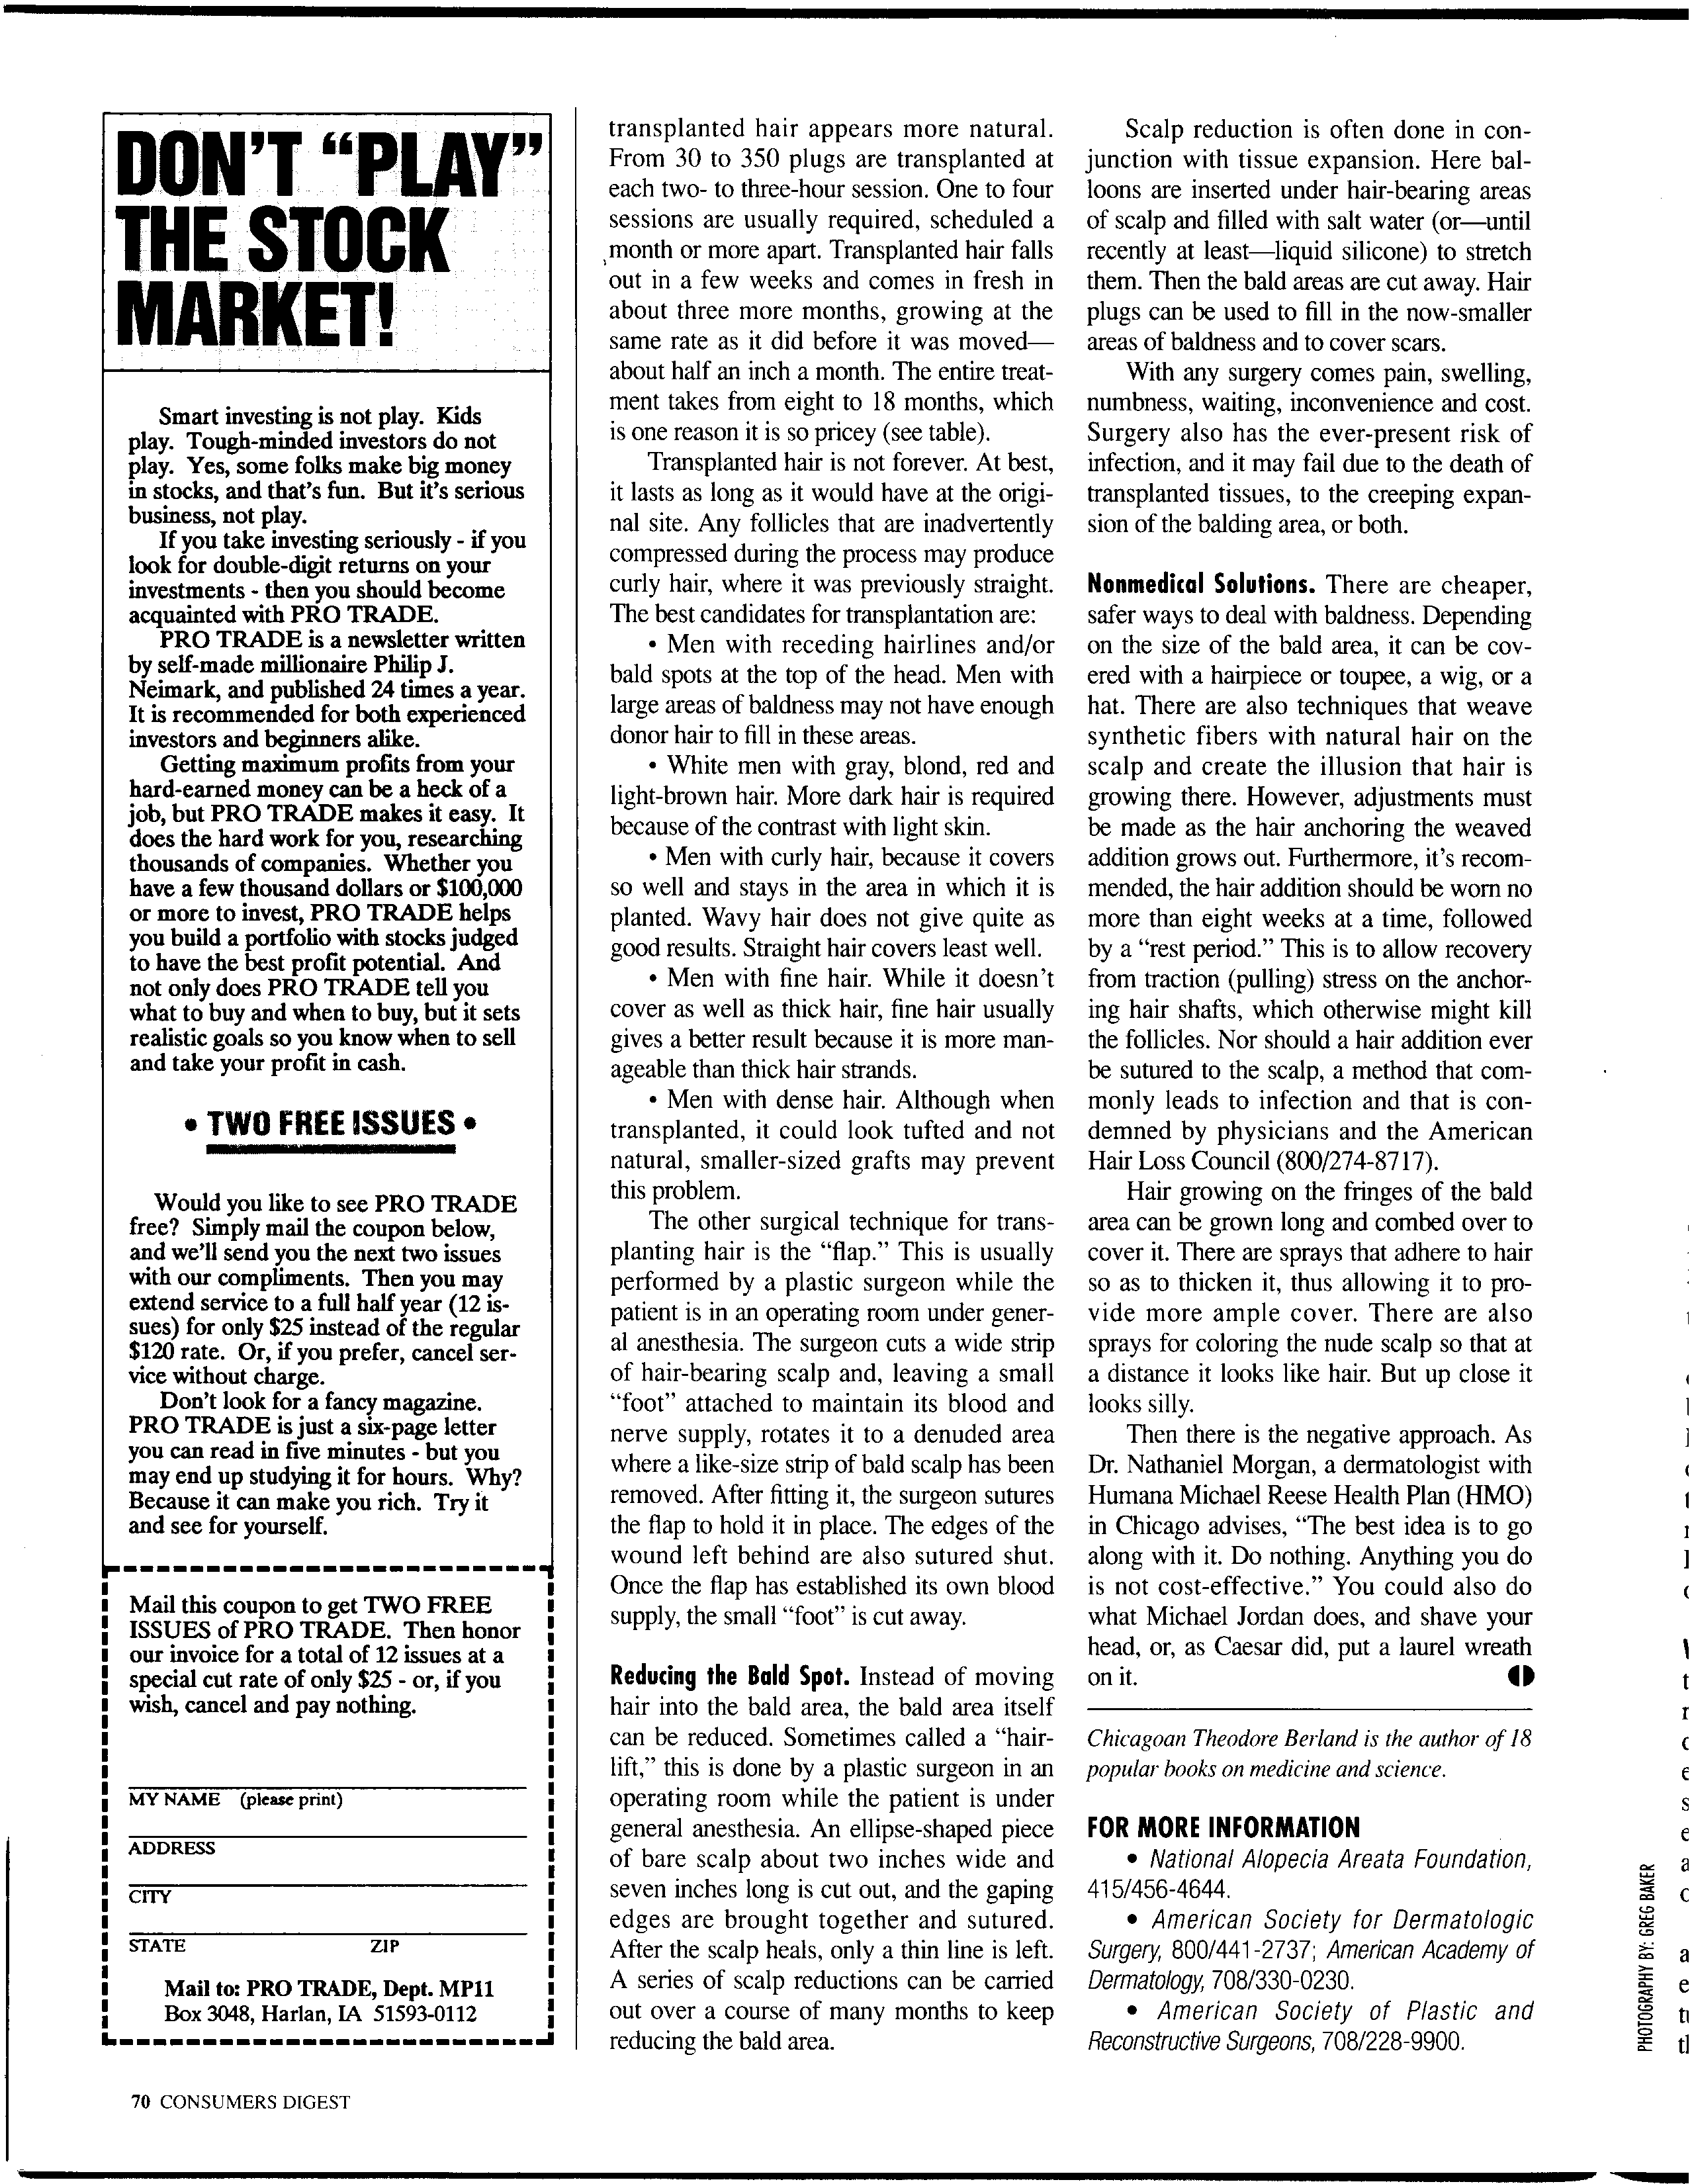 DON'T “PLAY”
THE STOCK
MARKET!
Smart investing is not play. Kids
play. Tough-minded investors do not
play. Yes, some folks make big money
in stocks, and that's fun. But it's serious
business, not play.
If you take investing seriously - if you
look for double-digit returns on your
investments - then you should become
acquainted with PRO TRADE.
PRO TRADE is a newsletter written
by self-made millionaire Philip J.
Neimark, and published 24 times a year.
It is recommended for both experienced
investors and beginners alike.
Getting maximum profits from your
hard-earned money can be a heck of a
job, but PRO TRADE makes it easy. It
does the hard work for you, researching
thousands of companies. Whether you
have a few thousand dollars or $100,000
or more to invest, PRO TRADE helps
you build a portfolio with stocks judged
to have the best profit potential. And
not only does PRO TRADE tell you
what to buy and when to buy, but it sets
realistic goals so you know when to sell
and take your profit in cash.
• TWO FREE ISSUES •
Would you like to see PRO TRADE
free? Simply mail the coupon below,
and we'll send you the next two issues
with our compliments. Then you may
extend service to a full half year (12 is-
sues) for only $25 instead of the regular
$120 rate. Or, if you prefer, cancel ser-
vice without charge.
Don't look for a fancy magazine.
PRO TRADE is just a six-page letter
you can read in five minutes - but you
may end up studying it for hours. Why?
Because it can make you rich. Try it
and see for yourself.
Mail this coupon to get TWO FREE
ISSUES of PRO TRADE. Then honor
our invoice for a total of 12 issues at a
special cut rate of only $25 - or, if you
wish, cancel and pay nothing.
MY NAME (please print)
ADDRESS
CITY
STATE ZIP
Mail to: PRO TRADE, Dept. MP11
Box 3048, Harlan, IA 51593-0112
transplanted hair appears more natural.
From 30 to 350 plugs are transplanted at
each two- to three-hour session. One to four
sessions are usually required, scheduled a
month or more apart. Transplanted hair falls
out in a few weeks and comes in fresh in
about three more months, growing at the
same rate as it did before it was moved—
about half an inch a month. The entire treat-
ment takes from eight to 18 months, which
is one reason it is so pricey (see table).
Transplanted hair is not forever. At best,
it lasts as long as it would have at the origi-
nal site. Any follicles that are inadvertently
compressed during the process may produce
curly hair, where it was previously straight.
The best candidates for transplantation are:
• Men with receding hairlines and/or
bald spots at the top of the head. Men with
large areas of baldness may not have enough
donor hair to fill in these areas.
• White men with gray, blond, red and
light-brown hair. More dark hair is required
because of the contrast with light skin.
• Men with curly hair, because it covers
so well and stays in the area in which it is
planted. Wavy hair does not give quite as
good results. Straight hair covers least well.
• Men with fine hair. While it doesn't
cover as well as thick hair, fine hair usually
gives a better result because it is more man-
ageable than thick hair strands.
• Men with dense hair. Although when
transplanted, it could look tufted and not
natural, smaller-sized grafts may prevent
this problem.
The other surgical technique for trans-
planting hair is the “flap.” This is usually
performed by a plastic surgeon while the
patient is in an operating room under gener-
al anesthesia. The surgeon cuts a wide strip
of hair-bearing scalp and, leaving a small
“foot” attached to maintain its blood and
nerve supply, rotates it to a denuded area
where a like-size strip of bald scalp has been
removed. After fitting it, the surgeon sutures
the flap to hold it in place. The edges of the
wound left behind are also sutured shut.
Once the flap has established its own blood
supply, the small “foot” is cut away.
Reducing the Bald Spot. Instead of moving
hair into the bald area, the bald area itself
can be reduced. Sometimes called a “hair-
lift,” this is done by a plastic surgeon in an
operating room while the patient is under
general anesthesia. An ellipse-shaped piece
of bare scalp about two inches wide and
seven inches long is cut out, and the gaping
edges are brought together and sutured.
After the scalp heals, only a thin line is left.
A series of scalp reductions can be carried
out over a course of many months to keep
reducing the bald area.
Scalp reduction is often done in con-
junction with tissue expansion. Here bal-
loons are inserted under hair-bearing areas
of scalp and filled with salt water (or—until
recently at least—liquid silicone) to stretch
them. Then the bald areas are cut away. Hair
plugs can be used to fill in the now-smaller
areas of baldness and to cover scars.
With any surgery comes pain, swelling,
numbness, waiting, inconvenience and cost.
Surgery also has the ever-present risk of
infection, and it may fail due to the death of
transplanted tissues, to the creeping expan-
sion of the balding area, or both.
Nonmedical Solutions. There are cheaper,
safer ways to deal with baldness. Depending
on the size of the bald area, it can be cov-
ered with a hairpiece or toupee, a wig, or a
hat. There are also techniques that weave
synthetic fibers with natural hair on the
scalp and create the illusion that hair is
growing there. However, adjustments must
be made as the hair anchoring the weaved
addition grows out. Furthermore, it's recom-
mended, the hair addition should be worn no
more than eight weeks at a time, followed
by a “rest period.” This is to allow recovery
from traction (pulling) stress on the anchor-
ing hair shafts, which otherwise might kill
the follicles. Nor should a hair addition ever
be sutured to the scalp, a method that com-
monly leads to infection and that is con-
demned by physicians and the American
Hair Loss Council (800/274-8717).
Hair growing on the fringes of the bald
area can be grown long and combed over to
cover it. There are sprays that adhere to hair
so as to thicken it, thus allowing it to pro-
vide more ample cover. There are also
sprays for coloring the nude scalp so that at
a distance it looks like hair. But up close it
looks silly.
Then there is the negative approach. As
Dr. Nathaniel Morgan, a dermatologist with
Humana Michael Reese Health Plan (HMO)
in Chicago advises, “The best idea is to go
along with it. Do nothing. Anything you do
is not cost-effective.” You could also do
what Michael Jordan does, and shave your
head, or, as Caesar did, put a laurel wreath
on it.
Chicagoan Theodore Berland is the author of 18
popular books on medicine and science.
FOR MORE INFORMATION
• National Alopecia Areata Foundation,
415/456-4644.
• American Society for Dermatologic
Surgery, 800/441-2737; American Academy of
Dermatology, 708/330-0230.
• American Society of Plastic and
Reconstructive Surgeons, 708/228-9900.
PHOTOGRAPHY BY: GREG BAKER
70 CONSUMERS DIGEST